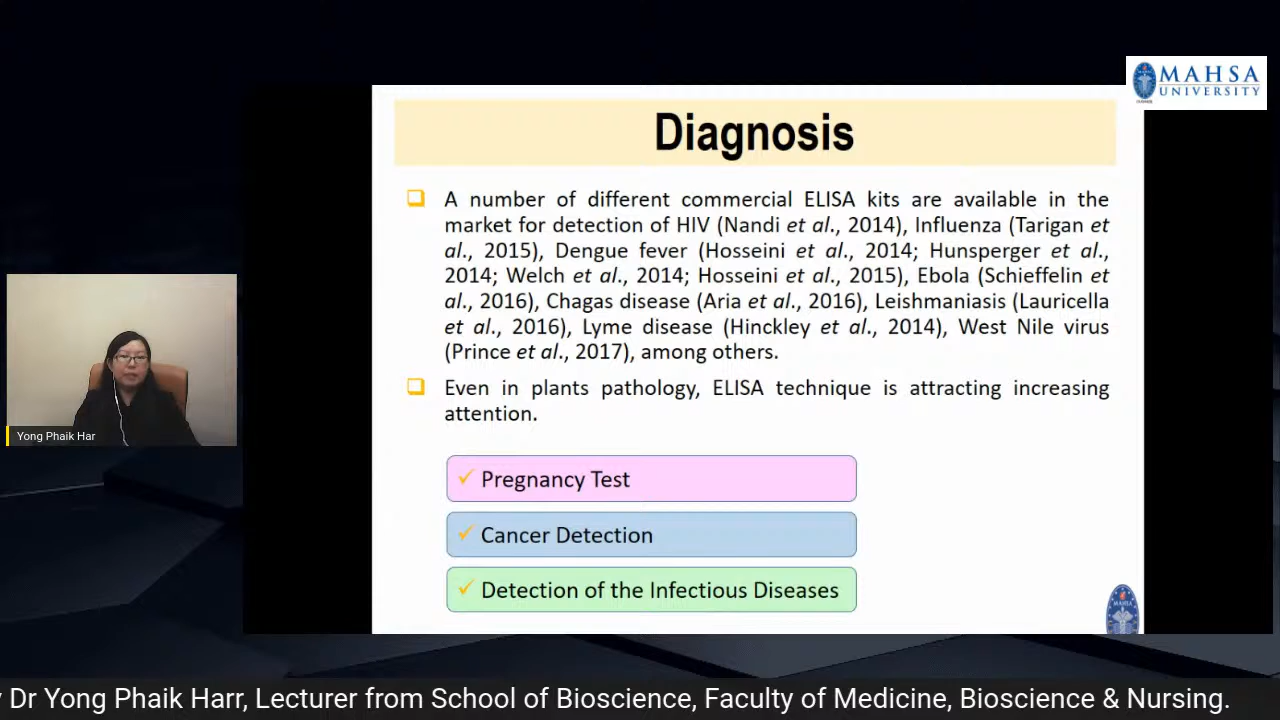 MAHSA
UNIVERSITY
Diagnosis
❑ A number of different commercial ELISA kits are available in the
market for detection of HIV (Nandi et al., 2014), Influenza (Tarigan et
al., 2015), Dengue fever (Hosseini et al., 2014; Hunsperger et al.,
2014; Welch et al., 2014; Hosseini et al., 2015), Ebola (Schieffelin et
al., 2016), Chagas disease (Aria et al., 2016), Leishmaniasis (Lauricella
et al., 2016), Lyme disease (Hinckley et al., 2014), West Nile virus
(Prince et al., 2017), among others.
❑ Even in plants pathology, ELISA technique is attracting increasing
attention.
✓ Pregnancy Test
✓ Cancer Detection
✓ Detection of the Infectious Diseases
MAHSA
Yong Phaik Har
Dr Yong Phaik Harr, Lecturer from School of Bioscience, Faculty of Medicine, Bioscience & Nursing.